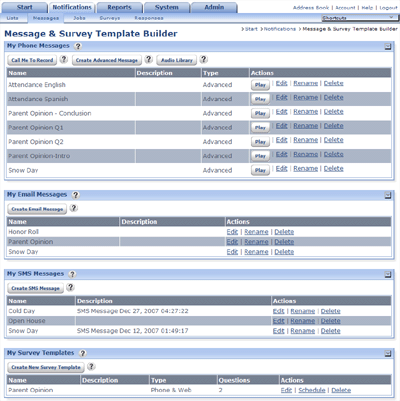 Start Notifications Reports System Admin
Address Book | Account | Help | Logout
Lists Messages Jobs Surveys Responses
Shortcuts
Message & Survey Template Builder
› Start › Notifications › Message & Survey Template Builder
My Phone Messages ?
Call Me To Record ? Create Advanced Message ? Audio Library ?
Name Description Type Actions
Attendance English Advanced Play | Edit | Rename | Delete
Attendance Spanish Advanced Play | Edit | Rename | Delete
Parent Opinion - Conclusion Advanced Play | Edit | Rename | Delete
Parent Opinion Q1 Advanced Play | Edit | Rename | Delete
Parent Opinion Q2 Advanced Play | Edit | Rename | Delete
Parent Opinion Intro Advanced Play | Edit | Rename | Delete
Snow Day Advanced Play | Edit | Rename | Delete
My Email Messages ?
Create Email Message ?
Name Description Actions
Honor Roll Edit | Rename | Delete
Parent Opinion Edit | Rename | Delete
Snow Day Edit | Rename | Delete
My SMS Messages ?
Create SMS Message ?
Name Description Actions
Cold Day SMS Message Dec 27, 2007 04:27:22 Edit | Rename | Delete
Open House Edit | Rename | Delete
Snow Day SMS Message Dec 12, 2007 01:49:17 Edit | Rename | Delete
My Survey Templates ?
Create New Survey Template ?
Name Description Type Questions Actions
Parent Opinion Phone & Web 2 Edit | Schedule | Delete